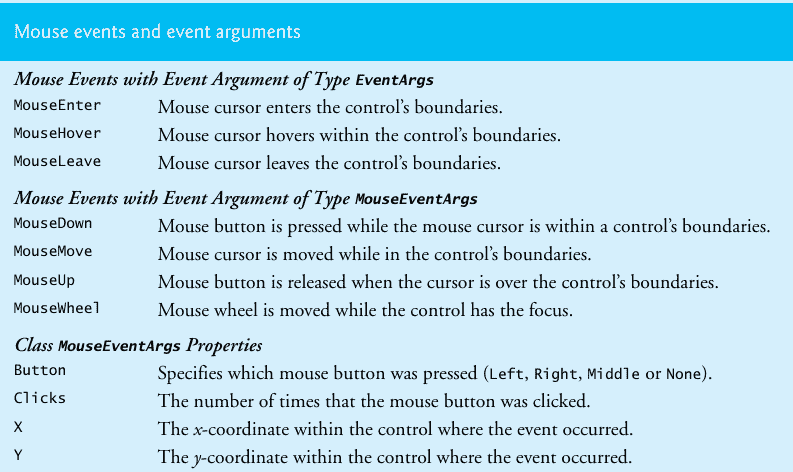 Mouse events and event arguments
Mouse Events with Event Argument of Type EventArgs
MouseEnter Mouse cursor enters the control's boundaries.
MouseHover Mouse cursor hovers within the control's boundaries.
MouseLeave Mouse cursor leaves the control's boundaries.
Mouse Events with Event Argument of Type MouseEventArgs
MouseDown Mouse button is pressed while the mouse cursor is within a control's boundaries.
MouseMove Mouse cursor is moved while in the control's boundaries.
MouseUp Mouse button is released when the cursor is over the control's boundaries.
MouseWheel Mouse wheel is moved while the control has the focus.
Class MouseEventArgs Properties
Button Specifies which mouse button was pressed (Left, Right, Middle or None).
Clicks The number of times that the mouse button was clicked.
X The x-coordinate within the control where the event occurred.
Y The y-coordinate within the control where the event occurred.